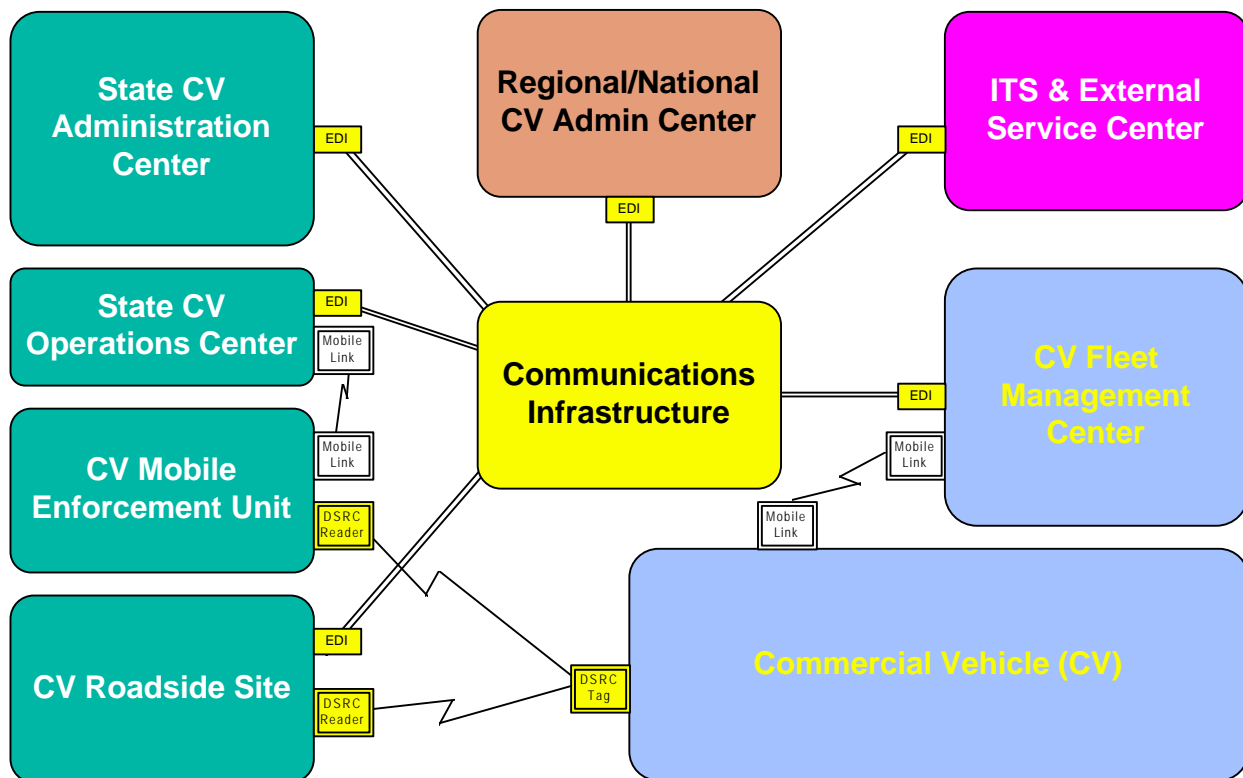 State CV
Administration
Center
EDI
Regional/National
CV Admin Center
EDI
ITS & External
Service Center
EDI
State CV
Operations Center
EDI
Mobile
Link
Communications
Infrastructure
CV Fleet
Management
Center
EDI
Mobile
Link
CV Mobile
Enforcement Unit
Mobile
Link
DSRC
Reader
Mobile
Link
CV Roadside Site
EDI
DSRC
Reader
DSRC
Tag
Commercial Vehicle (CV)